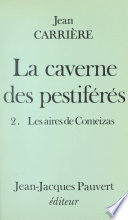 Jean
CARRIÈRE
La caverne
des pestiférés
2. Les aires de Comeizas
Jean-Jacques Pauvert
éditeur